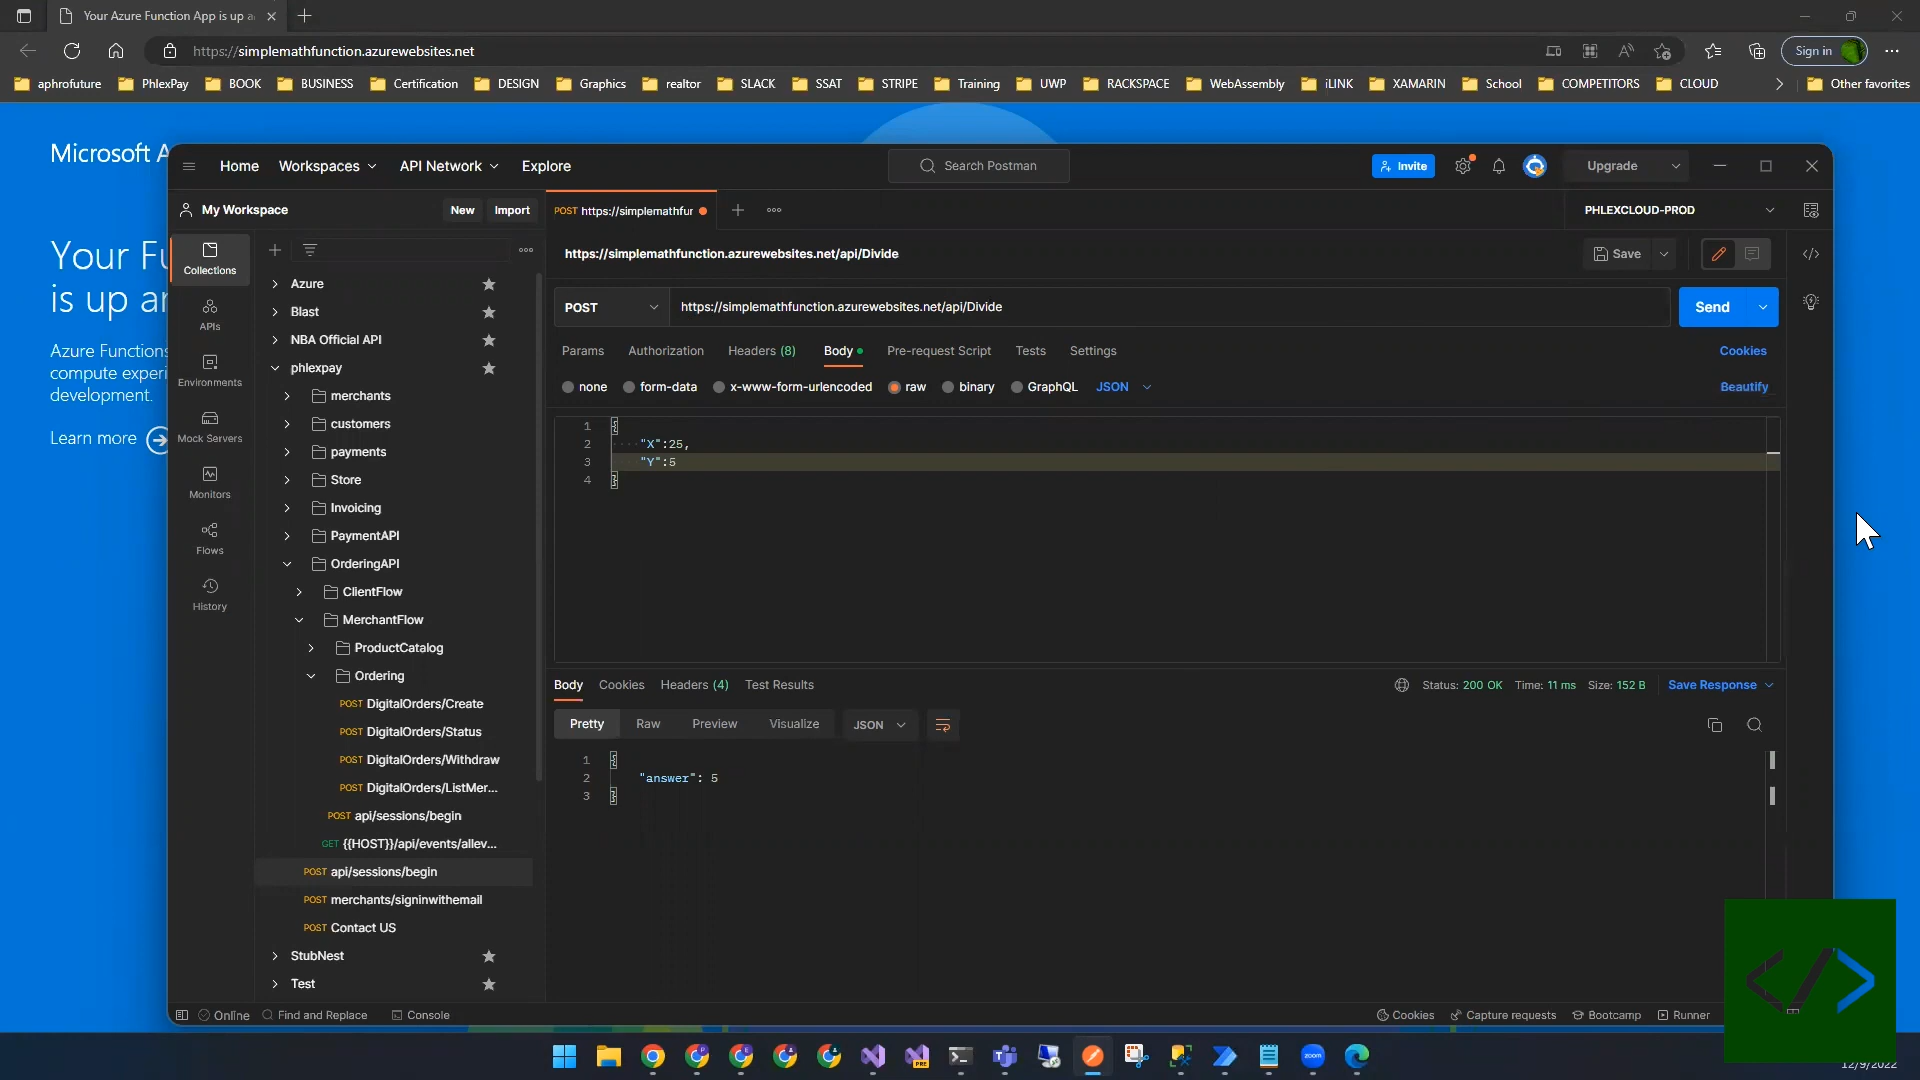 Your Azure Function App is up a
https://simplemathfunction.azurewebsites.net
Sign in
aphrofuture PhlexPay BOOK BUSINESS Certification DESIGN Graphics realtor SLACK SSAT STRIPE Training UWP RACKSPACE WebAssembly iLINK XAMARIN School COMPETITORS CLOUD Other favorites
Microsoft A
Your Fu
is up an
Azure Functions
compute experi
development.
Learn more
Home Workspaces API Network Explore
Search Postman
Invite
Upgrade
My Workspace
New Import
POST https://simplemathfur
PHLEXCLOUD-PROD
Collections
APIs
Environments
Mock Servers
Monitors
Flows
History
Azure
Blast
NBA Official API
phlexpay
merchants
customers
payments
Store
Invoicing
PaymentAPI
OrderingAPI
ClientFlow
MerchantFlow
ProductCatalog
Ordering
POST DigitalOrders/Create
POST DigitalOrders/Status
POST DigitalOrders/Withdraw
POST DigitalOrders/ListMer...
POST api/sessions/begin
GET {{HOST}}/api/events/allev...
POST api/sessions/begin
POST merchants/signinwithemail
POST Contact US
StubNest
Test
https://simplemathfunction.azurewebsites.net/api/Divide
Save
POST https://simplemathfunction.azurewebsites.net/api/Divide
Send
Params Authorization Headers (8) Body Pre-request Script Tests Settings
Cookies
none form-data x-www-form-urlencoded raw binary GraphQL JSON
Beautify
1 {
2 "X":25,
3 "Y":5
4 }
Body Cookies Headers (4) Test Results
Status: 200 OK Time: 11 ms Size: 152 B Save Response
Pretty Raw Preview Visualize JSON
1 {
2 "answer": 5
3 }
Online Find and Replace Console
Cookies Capture requests Bootcamp Runner
PRE
zoom
</>
12/9/2022